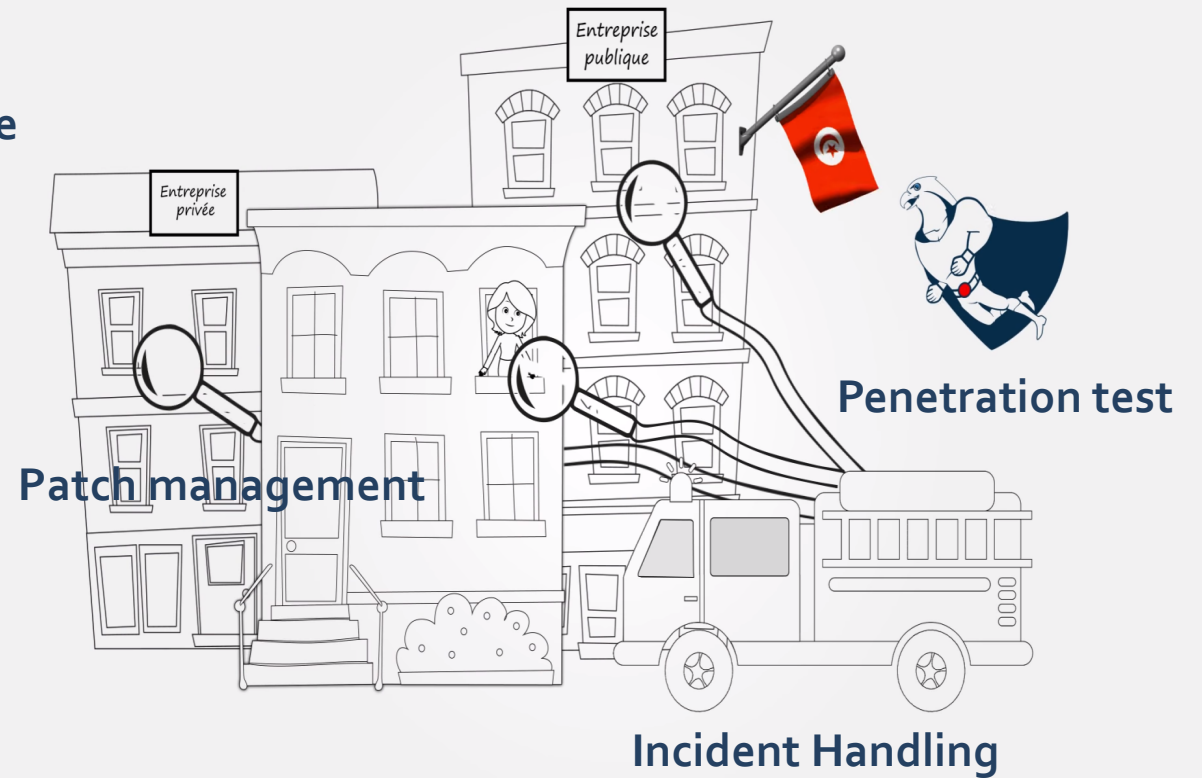 Entreprise
publique
e
Entreprise
privée
Penetration test
Patch management
Incident Handling